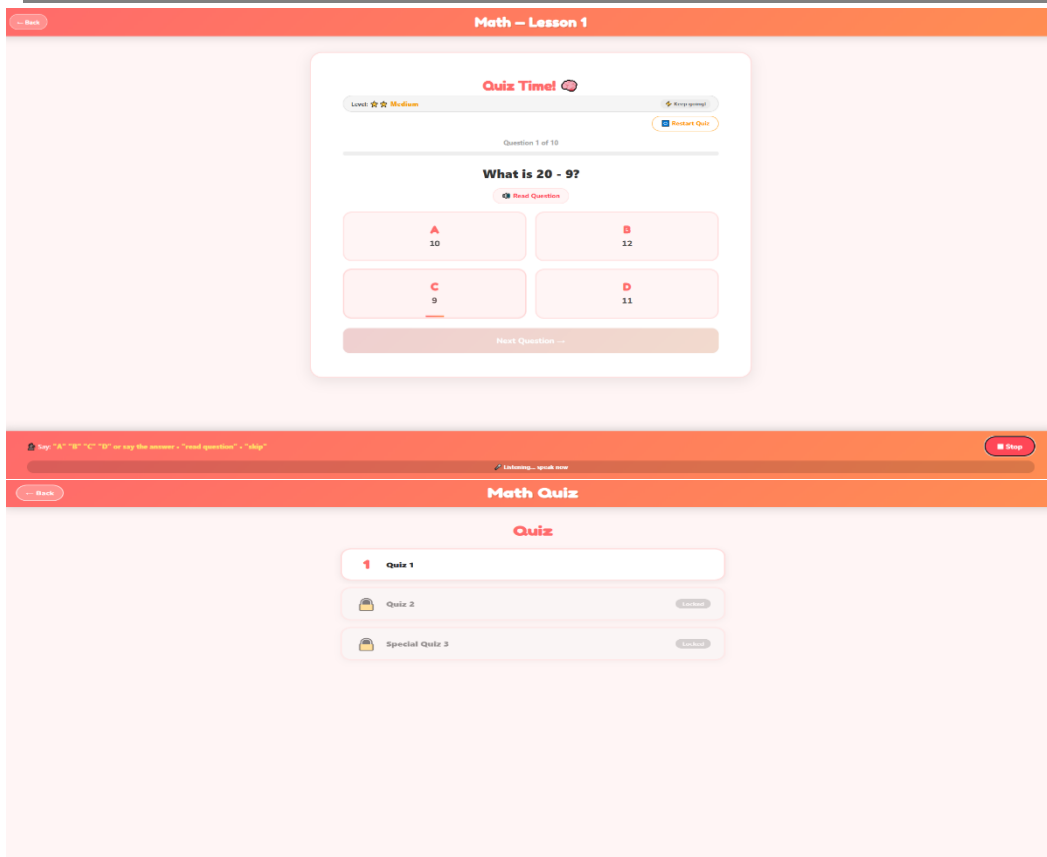 ← Back
Math – Lesson 1
Quiz Time!
Level: Medium
Keep going!
Restart Quiz
Question 1 of 10
What is 20 - 9?
Read Question
A
10
B
12
C
9
D
11
Next Question →
Say: "A" "B" "C" "D" or say the answer • "read question" • "skip"
Stop
Listening... speak now
← Back
Math Quiz
Quiz
1 Quiz 1
Quiz 2 Locked
Special Quiz 3 Locked